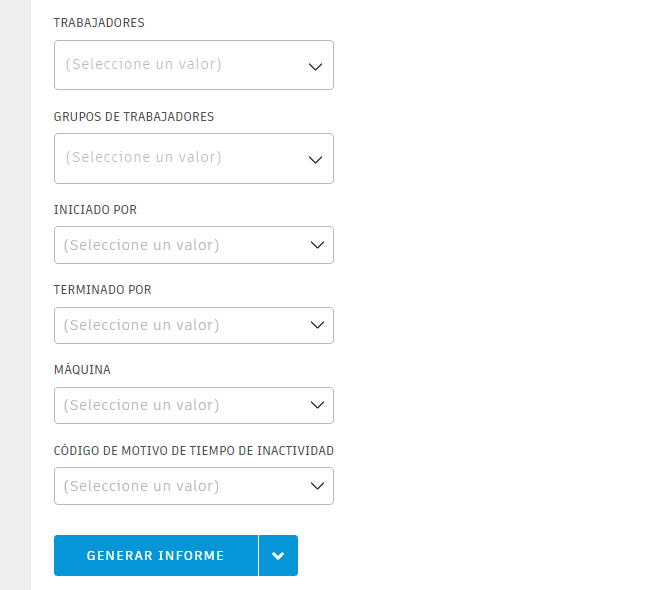 TRABAJADORES
(Seleccione un valor)
GRUPOS DE TRABAJADORES
(Seleccione un valor)
INICIADO POR
(Seleccione un valor)
TERMINADO POR
(Seleccione un valor)
MÁQUINA
(Seleccione un valor)
CÓDIGO DE MOTIVO DE TIEMPO DE INACTIVIDAD
(Seleccione un valor)
GENERAR INFORME